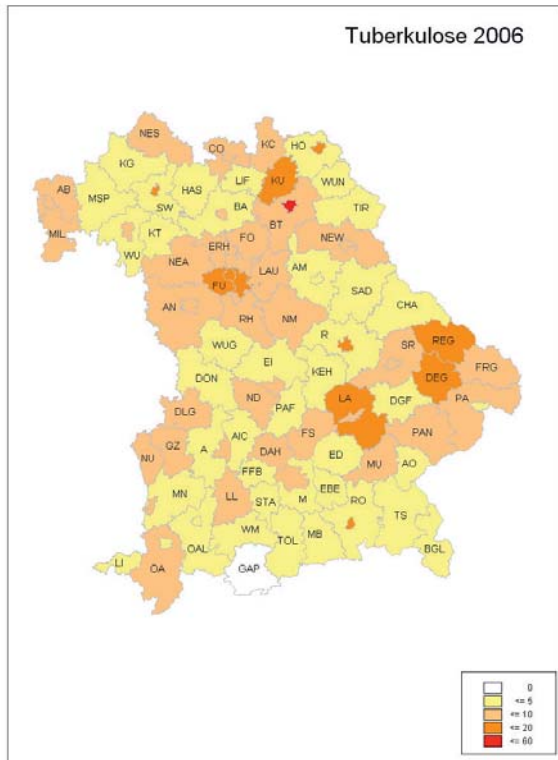 Tuberkulose 2006
NES
CO
KC
HO
KG
LIF
KU
WUN
AB
MSP
HAS
SW
BA
TIR
MIL
KT
BT
WU
FO
ERH
NEW
NEA
LAU
AM
FU
SAD
AN
RH
NM
CHA
WUG
R
SR
REG
EI
KEH
FRG
DON
DEG
ND
LA
PA
DLG
PAF
DGF
GZ
A
AIC
FS
PAN
NU
DAH
ED
MU
AO
FFB
MN
LL
STA
M
EBE
RO
WM
TS
OAL
TÖL
MB
LI
OA
GAP
BGL
0
<= 5
<= 10
<= 20
<= 60